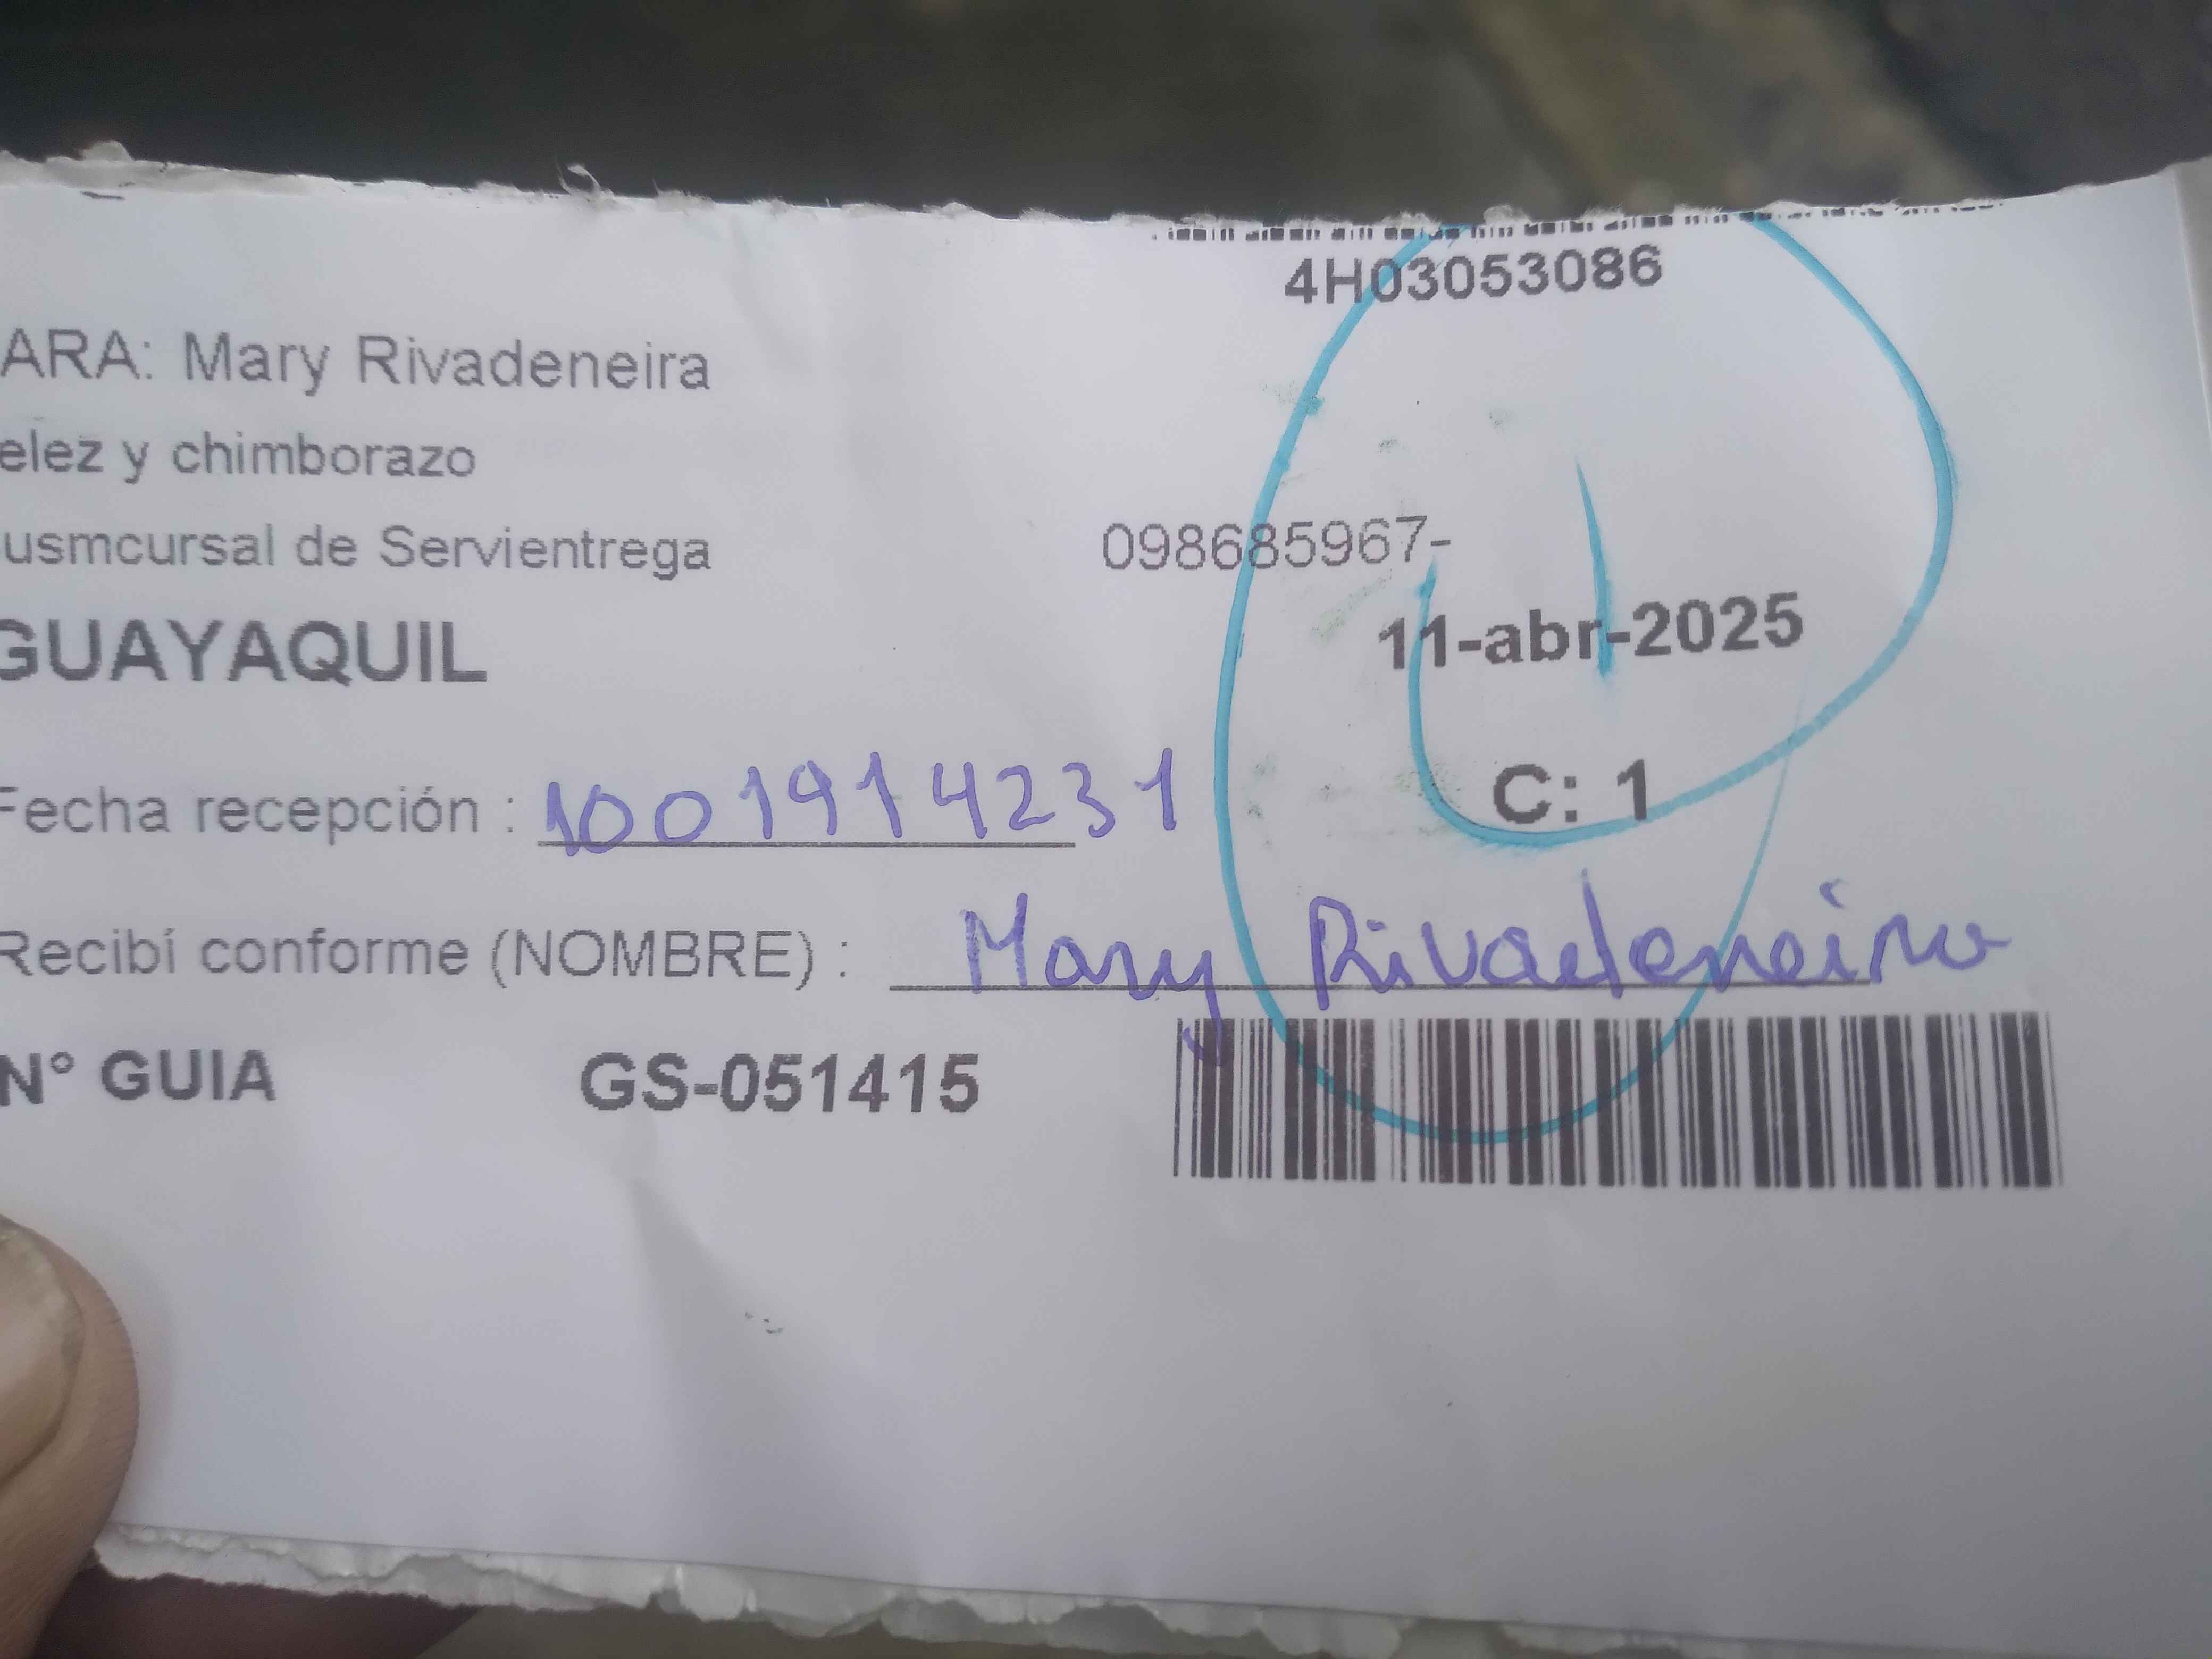 4H03053086
ARA: Mary Rivadeneira
elez y chimborazo
usmcursal de Servientrega 098685967-
GUAYAQUIL 11-abr-2025
C: 1
Fecha recepción : 1001914231
Recibí conforme (NOMBRE) : Mary Rivadeneira
N° GUIA GS-051415